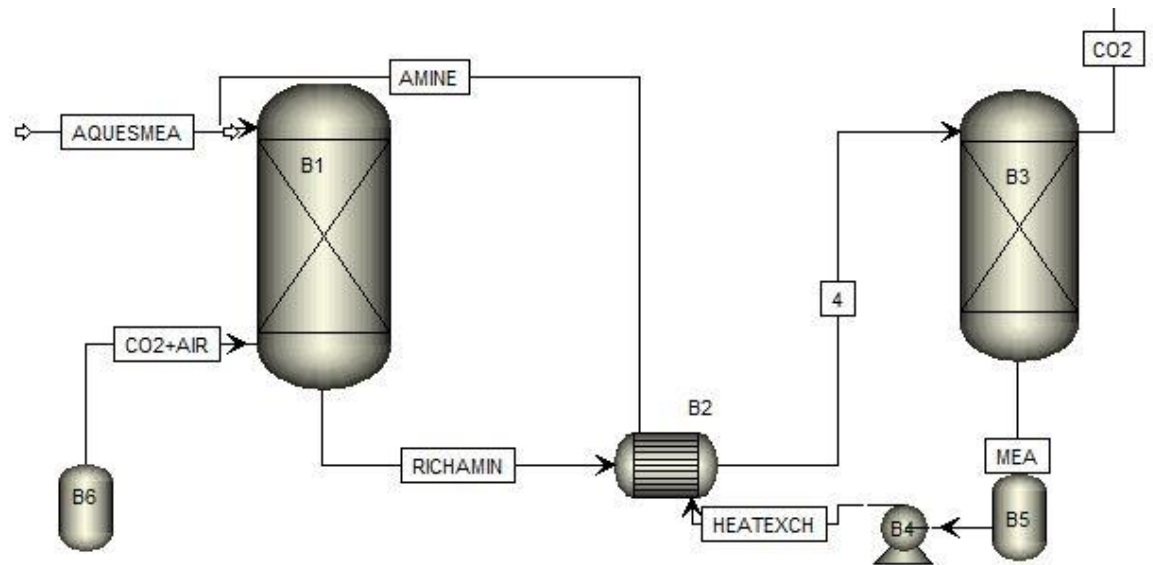 CO2
AMINE
AQUESMEA
B1
B3
4
CO2+AIR
B2
RICHAMIN
MEA
B6
HEATEXCH
B4
B5